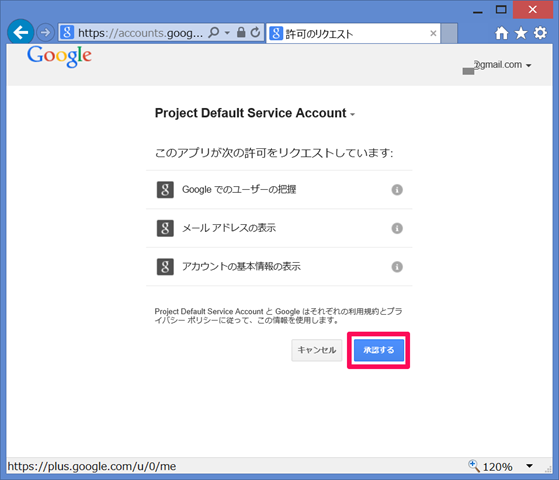 https://accounts.goog...
許可のリクエスト
Google
@gmail.com
Project Default Service Account
このアプリが次の許可をリクエストしています:
g Google でのユーザーの把握
g メール アドレスの表示
g アカウントの基本情報の表示
Project Default Service Account と Google はそれぞれの利用規約とプラ
イバシー ポリシーに従って、この情報を使用します。
キャンセル 承認する
https://plus.google.com/u/0/me
120%